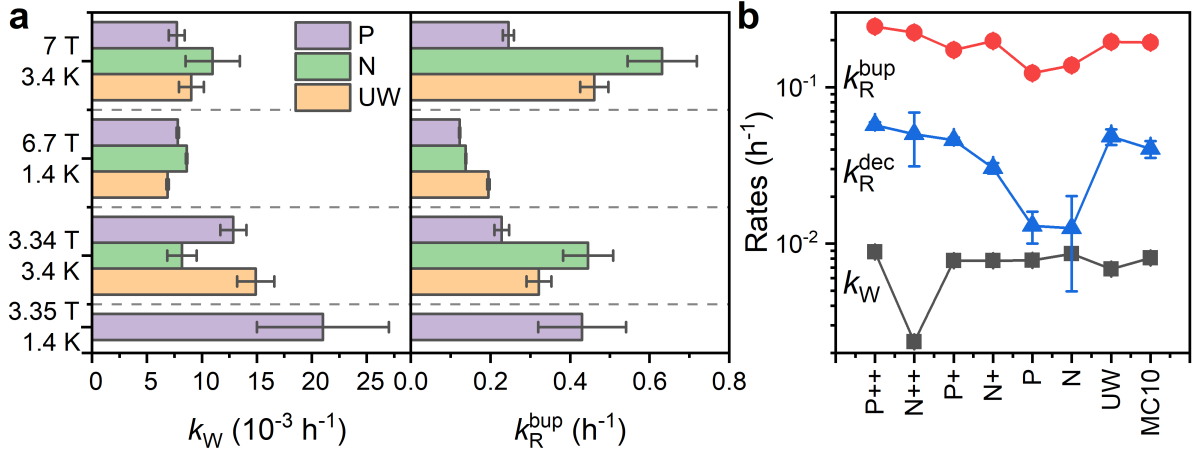 a
7 T
3.4 K
6.7 T
1.4 K
3.34 T
3.4 K
3.35 T
1.4 K
P
N
UW
0 5 10 15 20 25
0.0 0.2 0.4 0.6 0.8
k_W (10⁻³ h⁻¹)
k_R^bup (h⁻¹)
b
Rates (h⁻¹)
10⁻¹
10⁻²
k_R^bup
k_R^dec
k_W
P++ N++ P+ N+ P N UW MC10